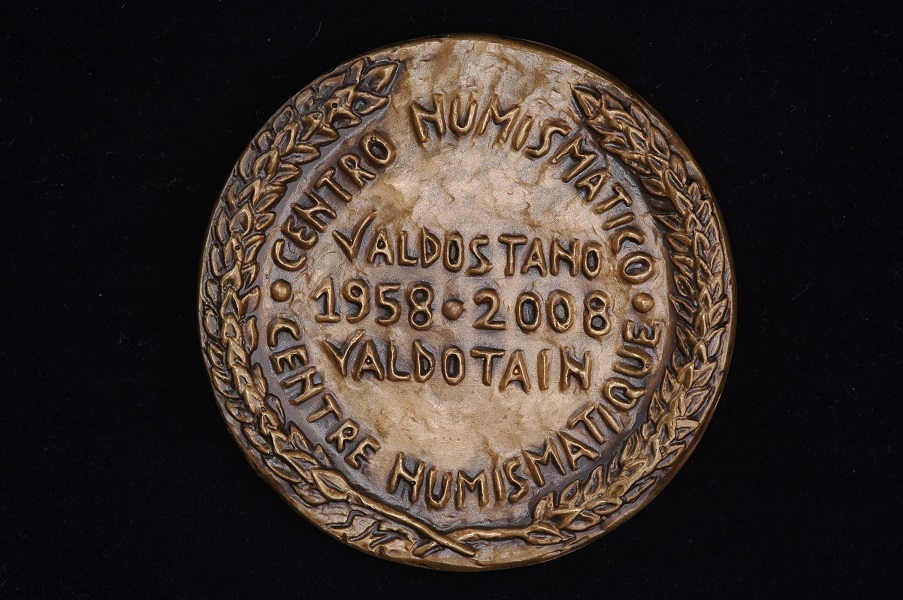 CENTRO NUMISMATICO
VALDOSTANO
1958 • 2008
VALDOTAIN
CENTRE NUMISMATIQUE